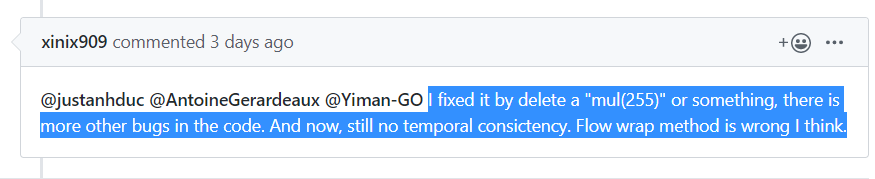 xinix909 commented 3 days ago
@justanhduc @AntoineGerardeaux @Yiman-GO I fixed it by delete a "mul(255)" or something, there is
more other bugs in the code. And now, still no temporal consictency. Flow wrap method is wrong I think.